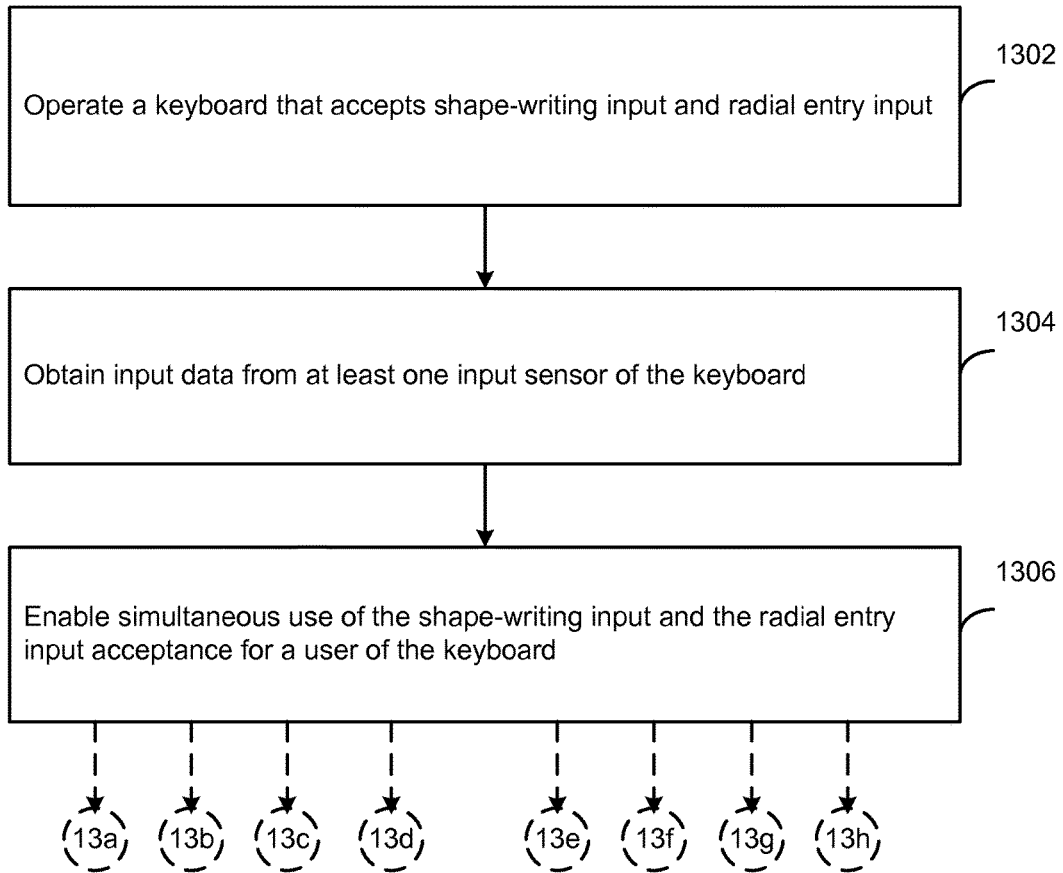 1302
Operate a keyboard that accepts shape-writing input and radial entry input
1304
Obtain input data from at least one input sensor of the keyboard
1306
Enable simultaneous use of the shape-writing input and the radial entry
input acceptance for a user of the keyboard
13a 13b 13c 13d 13e 13f 13g 13h